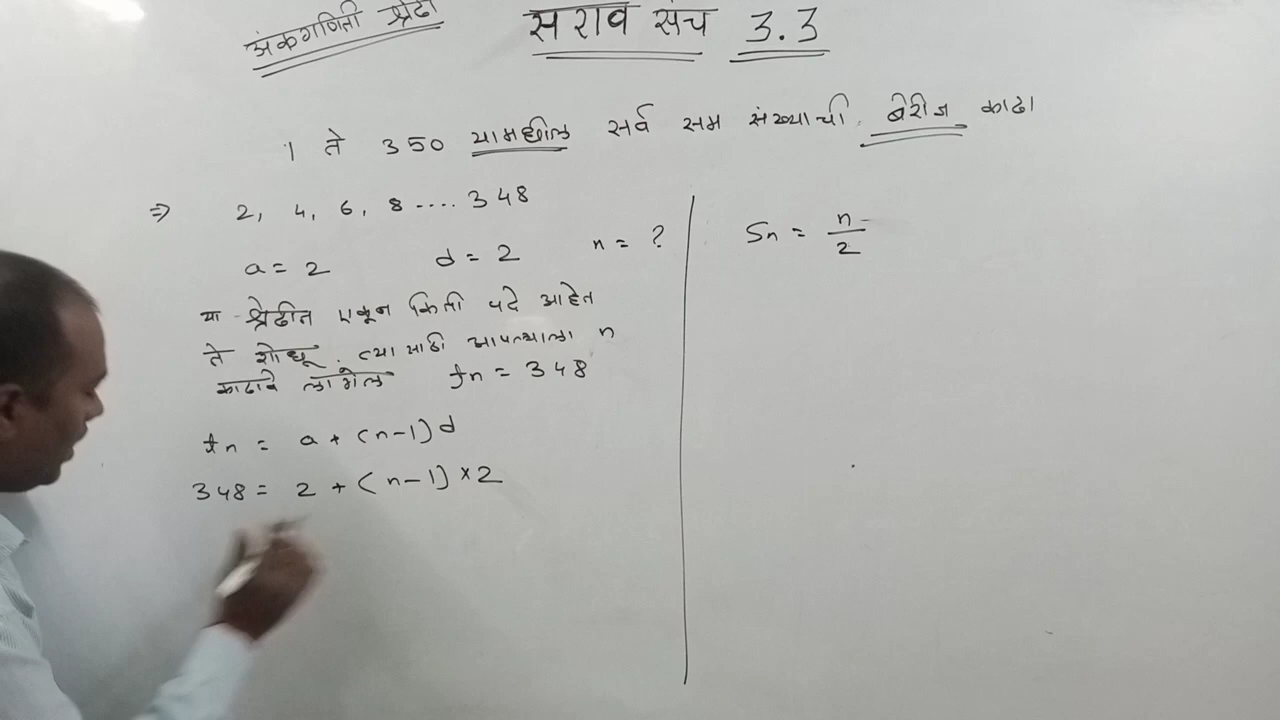 अंकगणिती श्रेढी
सराव संच 3.3
1 ते 350 यामधील सर्व सम संख्याची बेरीज काढा
⇒ 2, 4, 6, 8 .... 348
a = 2 d = 2 n = ?
या श्रेढीत एकून किती पदे आहेत
ते शोधू. त्या साठी आपल्याला n
काढावे लागेल tn = 348
tn = a + (n-1) d
348 = 2 + (n-1) × 2
Sn = n/2